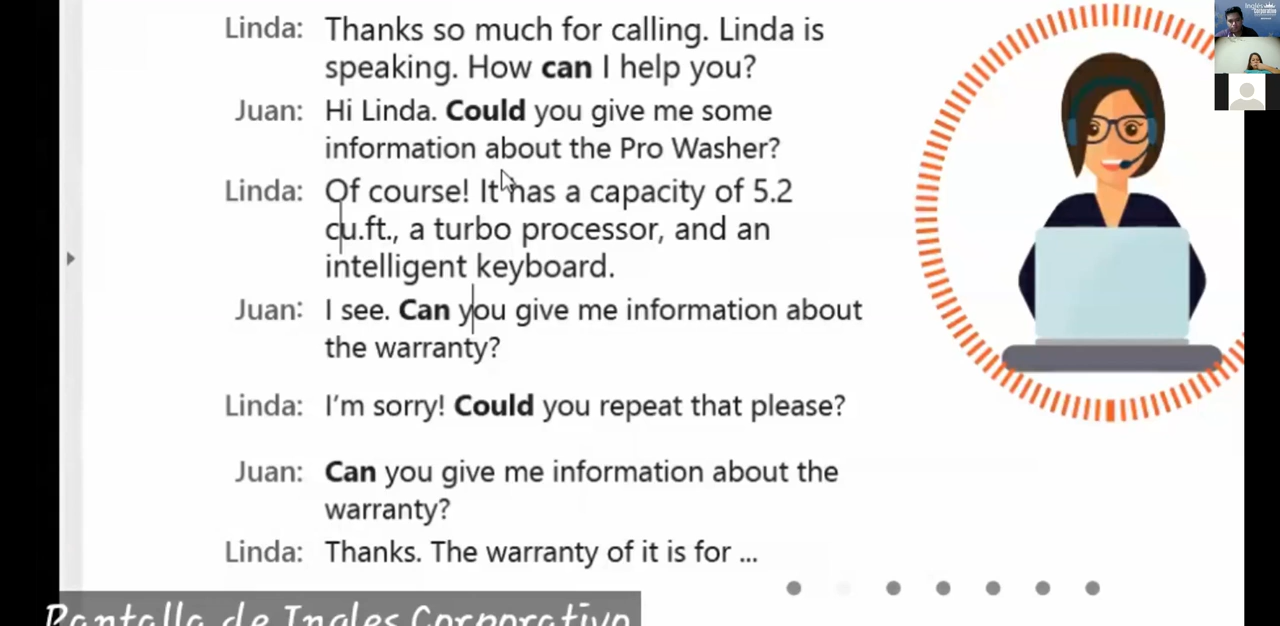 Linda: Thanks so much for calling. Linda is
speaking. How can I help you?
Juan: Hi Linda. Could you give me some
information about the Pro Washer?
Linda: Of course! It has a capacity of 5.2
cu.ft., a turbo processor, and an
intelligent keyboard.
Juan: I see. Can you give me information about
the warranty?
Linda: I'm sorry! Could you repeat that please?
Juan: Can you give me information about the
warranty?
Linda: Thanks. The warranty of it is for ...
Pantalla de Ingles Corporativo